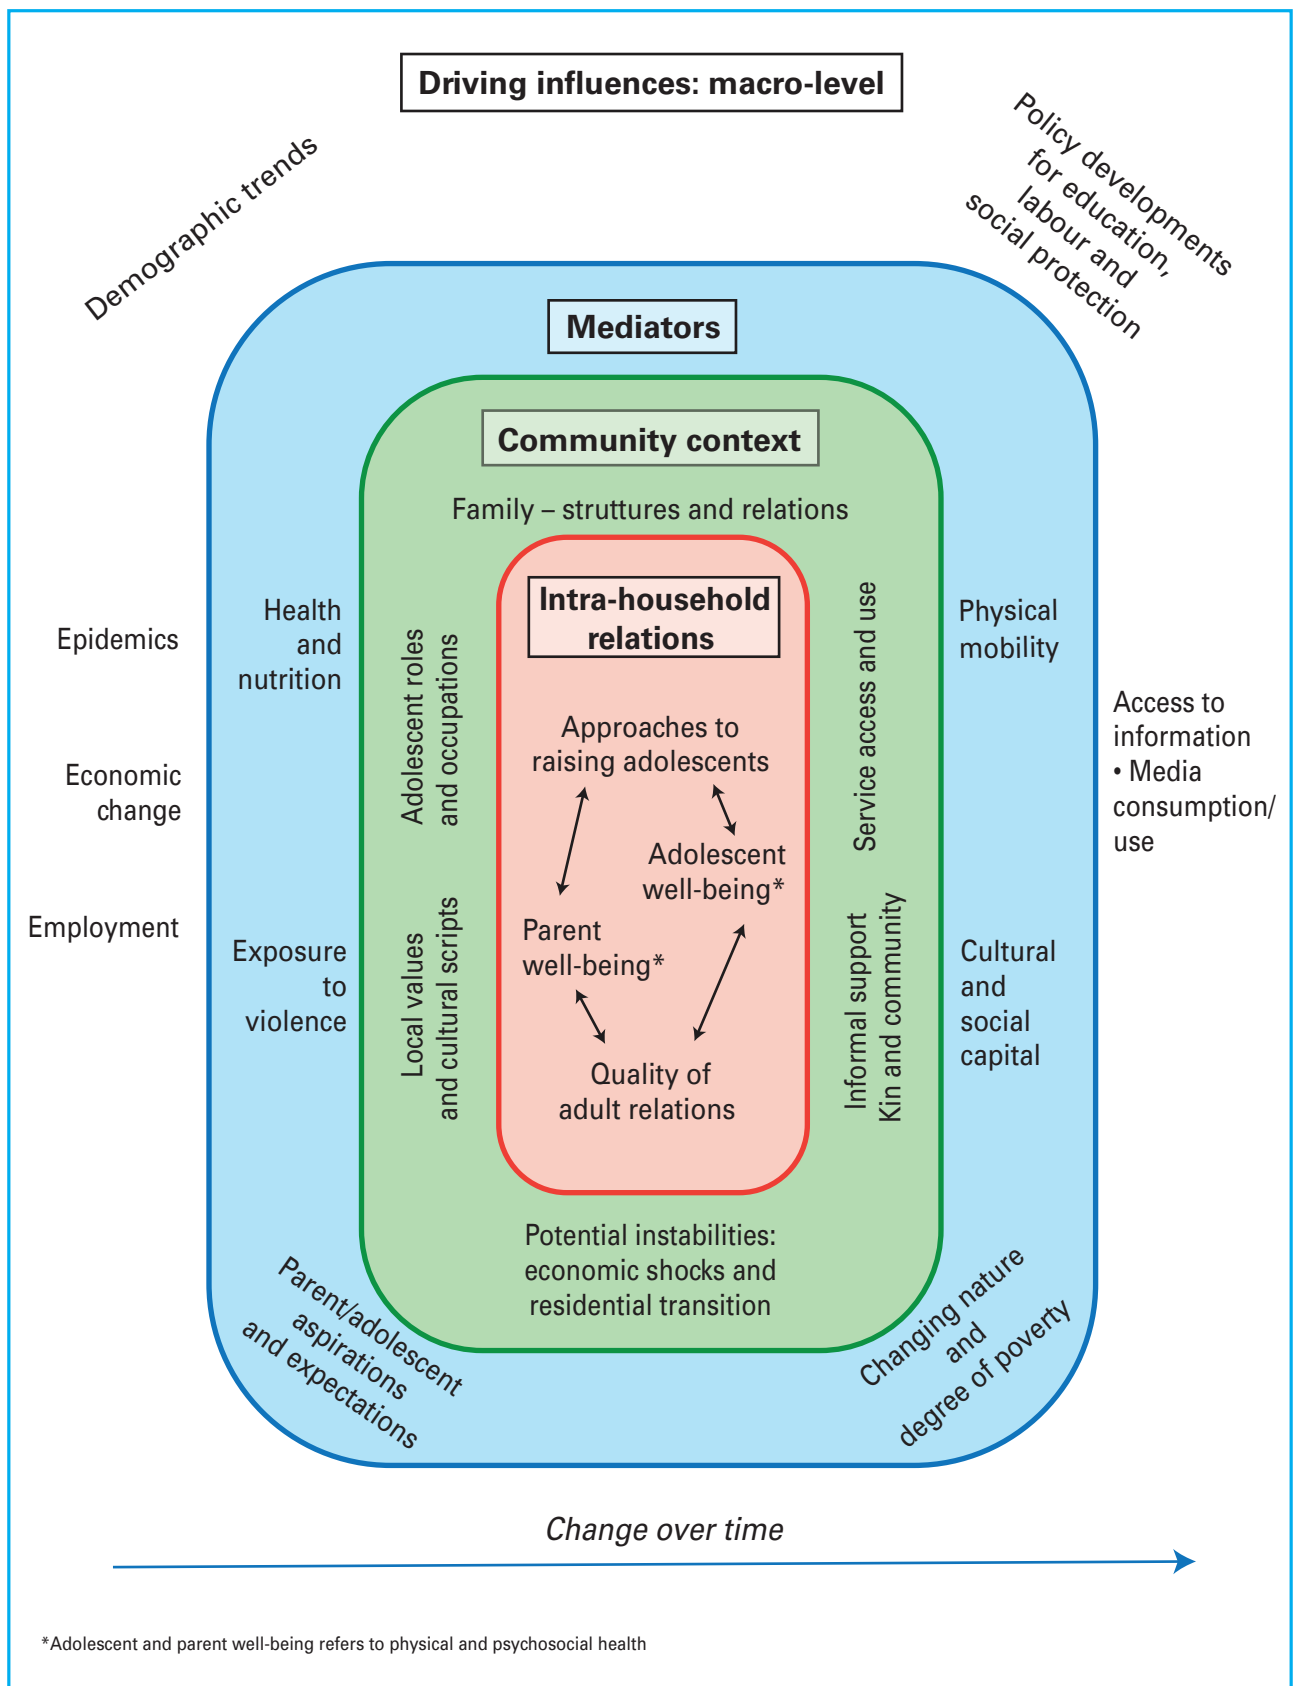 Driving influences: macro-level
Demographic trends
Policy developments
for education,
labour and
social protection
Mediators
Community context
Family – struttures and relations
Intra-household
relations
Epidemics
Economic
change
Employment
Health
and
nutrition
Exposure
to
violence
Adolescent roles
and occupations
Local values
and cultural scripts
Approaches to
raising adolescents
Adolescent
well-being*
Parent
well-being*
Quality of
adult relations
Service access and use
Informal support
Kin and community
Physical
mobility
Cultural
and
social
capital
Access to
information
• Media
consumption/
use
Potential instabilities:
economic shocks and
residential transition
Parent/adolescent
aspirations
and expectations
Changing nature
and
degree of poverty
Change over time
*Adolescent and parent well-being refers to physical and psychosocial health